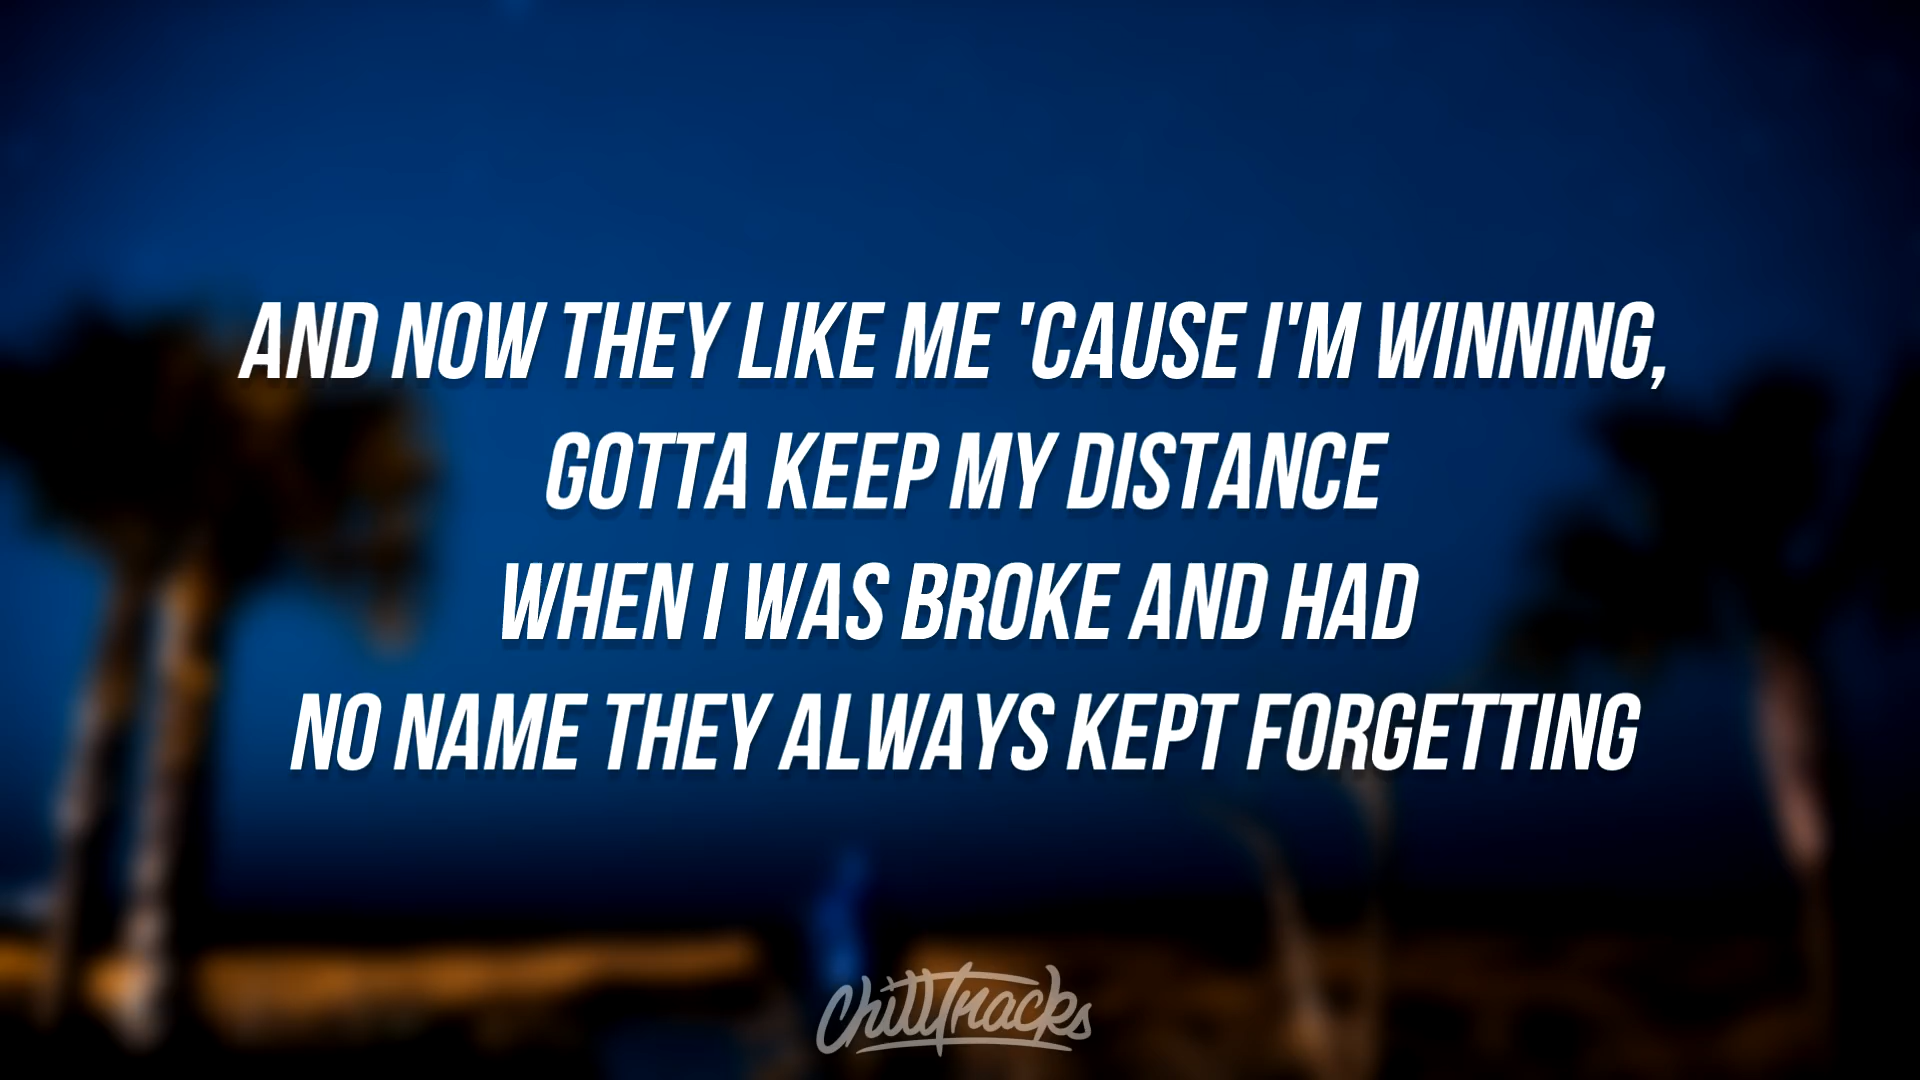 AND NOW THEY LIKE ME 'CAUSE I'M WINNING,
GOTTA KEEP MY DISTANCE
WHEN I WAS BROKE AND HAD
NO NAME THEY ALWAYS KEPT FORGETTING
ChillTracks